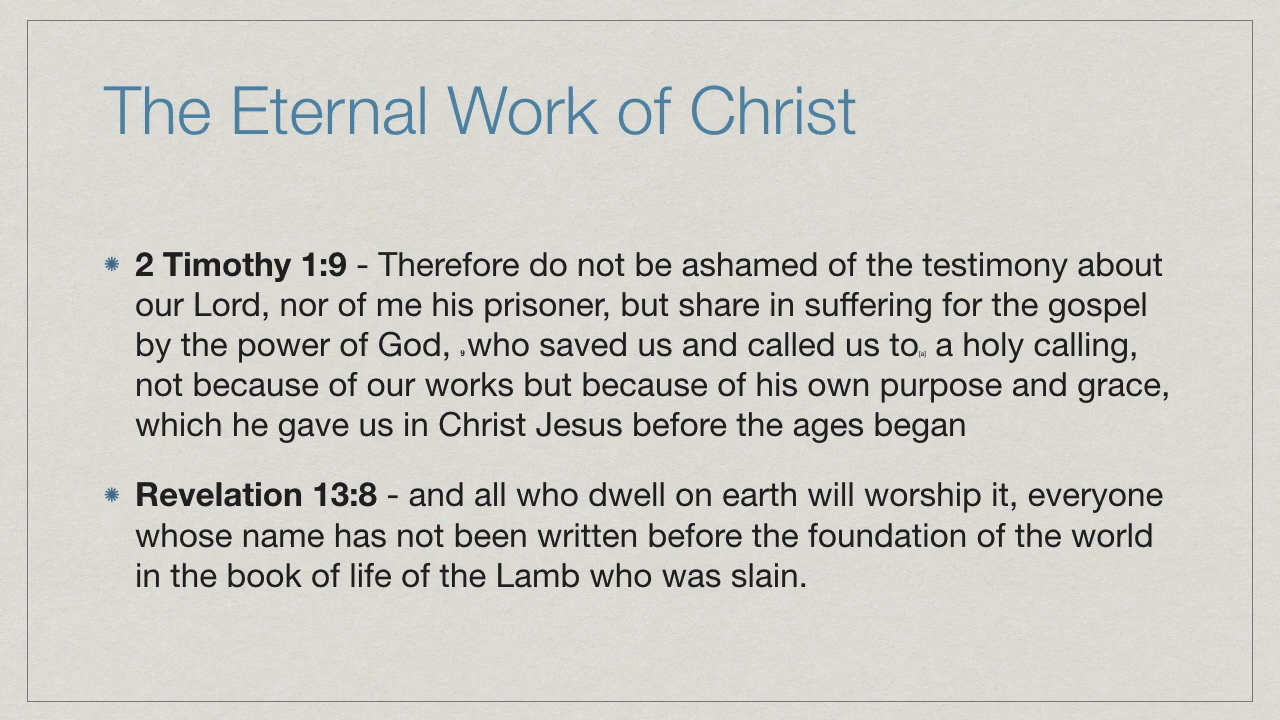 The Eternal Work of Christ
2 Timothy 1:9 - Therefore do not be ashamed of the testimony about
our Lord, nor of me his prisoner, but share in suffering for the gospel
by the power of God, 9 who saved us and called us to[a] a holy calling,
not because of our works but because of his own purpose and grace,
which he gave us in Christ Jesus before the ages began
Revelation 13:8 - and all who dwell on earth will worship it, everyone
whose name has not been written before the foundation of the world
in the book of life of the Lamb who was slain.